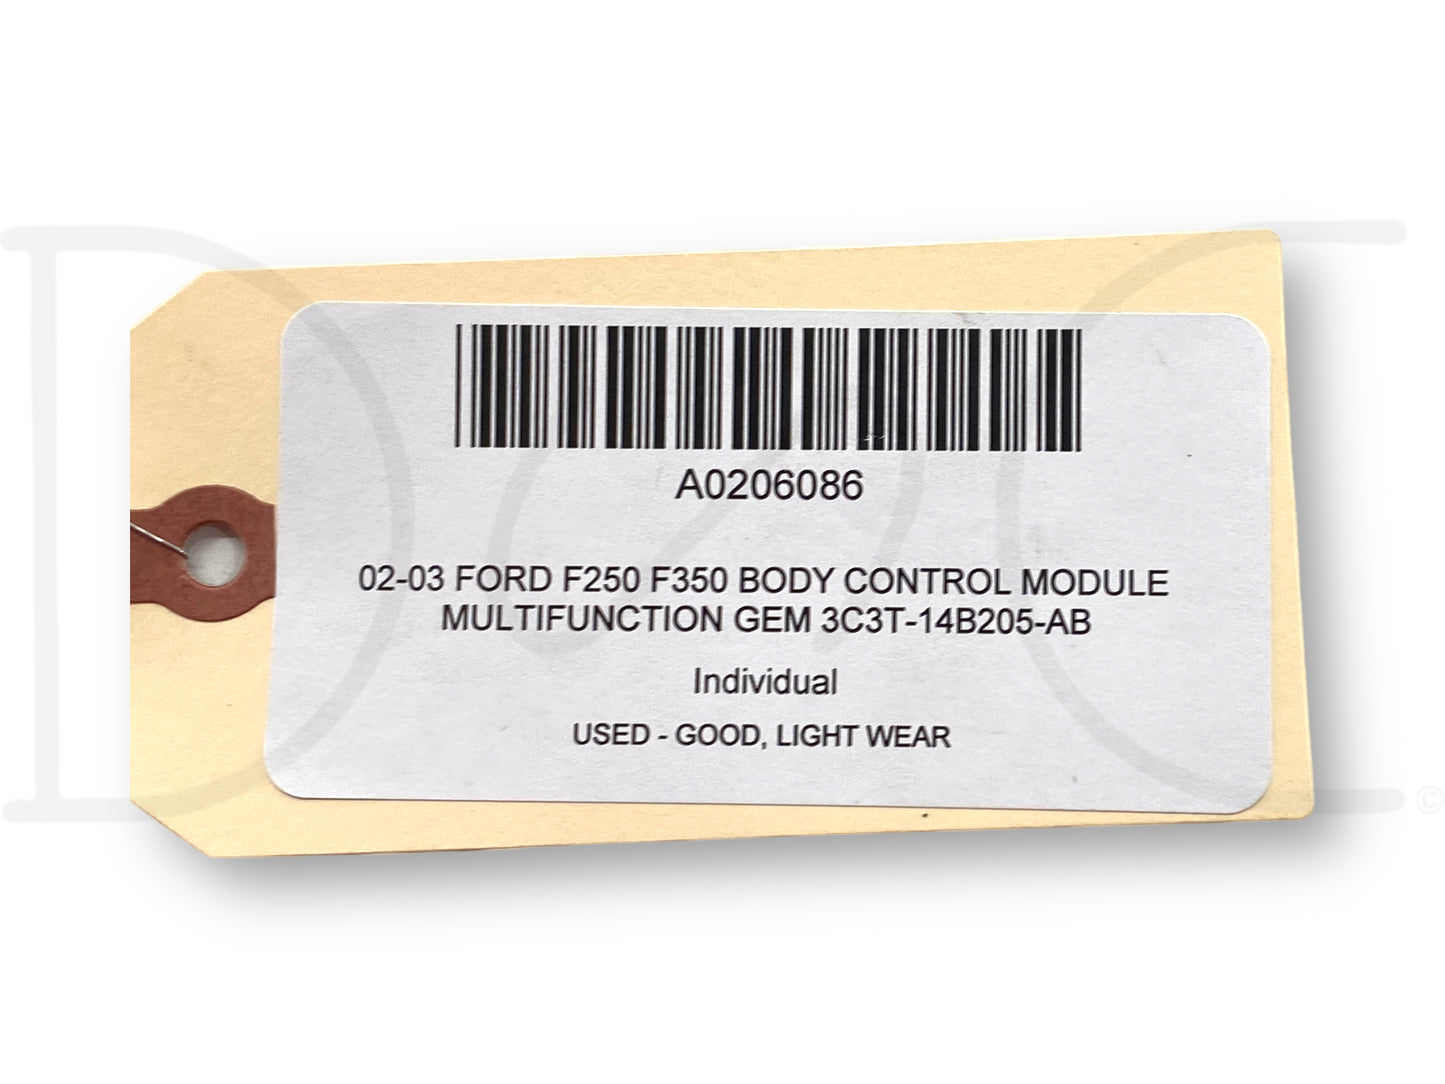 A0206086
02-03 FORD F250 F350 BODY CONTROL MODULE
MULTIFUNCTION GEM 3C3T-14B205-AB
Individual
USED - GOOD, LIGHT WEAR
©